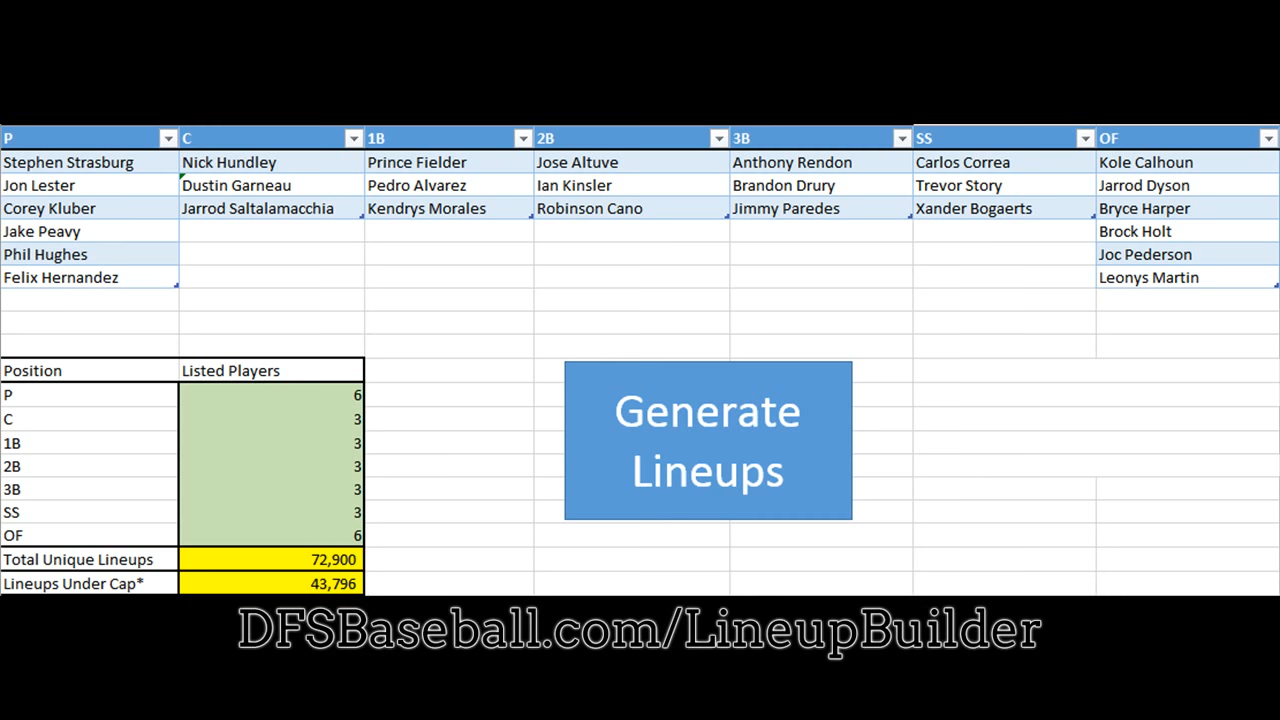 P C 1B 2B 3B SS OF
Stephen Strasburg Nick Hundley Prince Fielder Jose Altuve Anthony Rendon Carlos Correa Kole Calhoun
Jon Lester Dustin Garneau Pedro Alvarez Ian Kinsler Brandon Drury Trevor Story Jarrod Dyson
Corey Kluber Jarrod Saltalamacchia Kendrys Morales Robinson Cano Jimmy Paredes Xander Bogaerts Bryce Harper
Jake Peavy Brock Holt
Phil Hughes Joc Pederson
Felix Hernandez Leonys Martin
Position Listed Players
P 6
C 3
1B 3
2B 3
3B 3
SS 3
OF 6
Total Unique Lineups 72,900
Lineups Under Cap* 43,796
Generate
Lineups
DFSBaseball.com/LineupBuilder